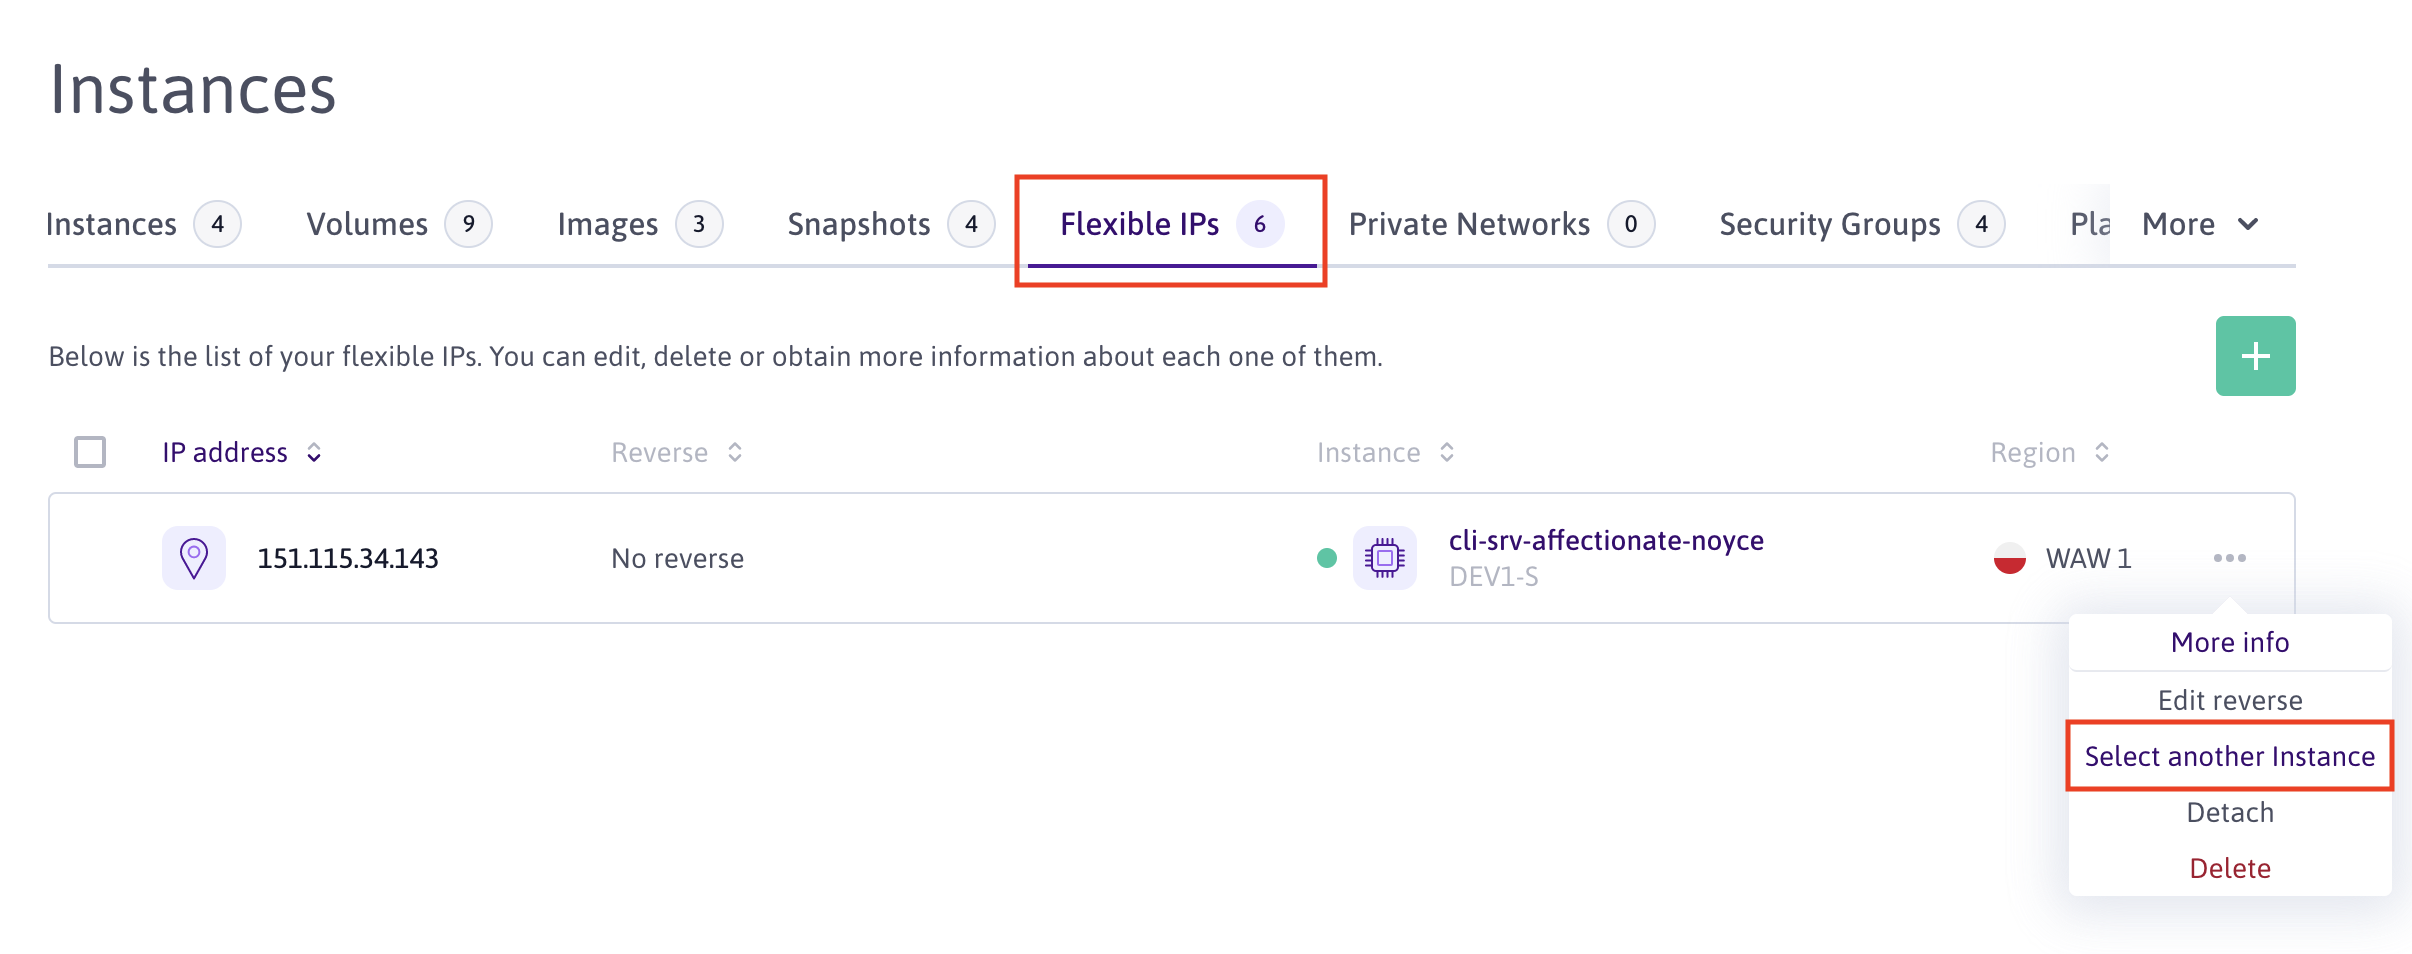 Instances
Instances 4 Volumes 9 Images 3 Snapshots 4 Flexible IPs 6 Private Networks 0 Security Groups 4 Pla More
Below is the list of your flexible IPs. You can edit, delete or obtain more information about each one of them.
IP address Reverse Instance Region
151.115.34.143 No reverse cli-srv-affectionate-noyce WAW 1
DEV1-S
More info
Edit reverse
Select another Instance
Detach
Delete